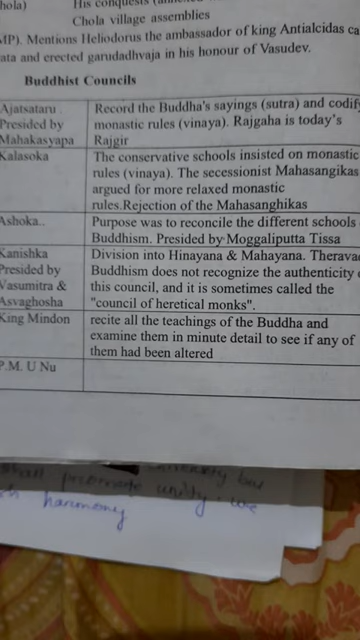 hola)
His conquests
Chola village assemblies
MP). Mentions Heliodorus the ambassador of king Antialcidas ca
ata and erected garudadhvaja in his honour of Vasudev.
Buddhist Councils
Ajatsataru
Presided by
Mahakasyapa
Record the Buddha's sayings (sutra) and codif
monastic rules (vinaya). Rajgaha is today's
Rajgir
Kalasoka
The conservative schools insisted on monastic
rules (vinaya). The secessionist Mahasangikas
argued for more relaxed monastic
rules.Rejection of the Mahasanghikas
Ashoka..
Purpose was to reconcile the different schools
Buddhism. Presided by Moggaliputta Tissa
Kanishka
Presided by
Vasumitra &
Asvaghosha
Division into Hinayana & Mahayana. Therava
Buddhism does not recognize the authenticity
this council, and it is sometimes called the
"council of heretical monks".
King Mindon
recite all the teachings of the Buddha and
examine them in minute detail to see if any of
them had been altered
P.M. U Nu
promote unity. we
harmony